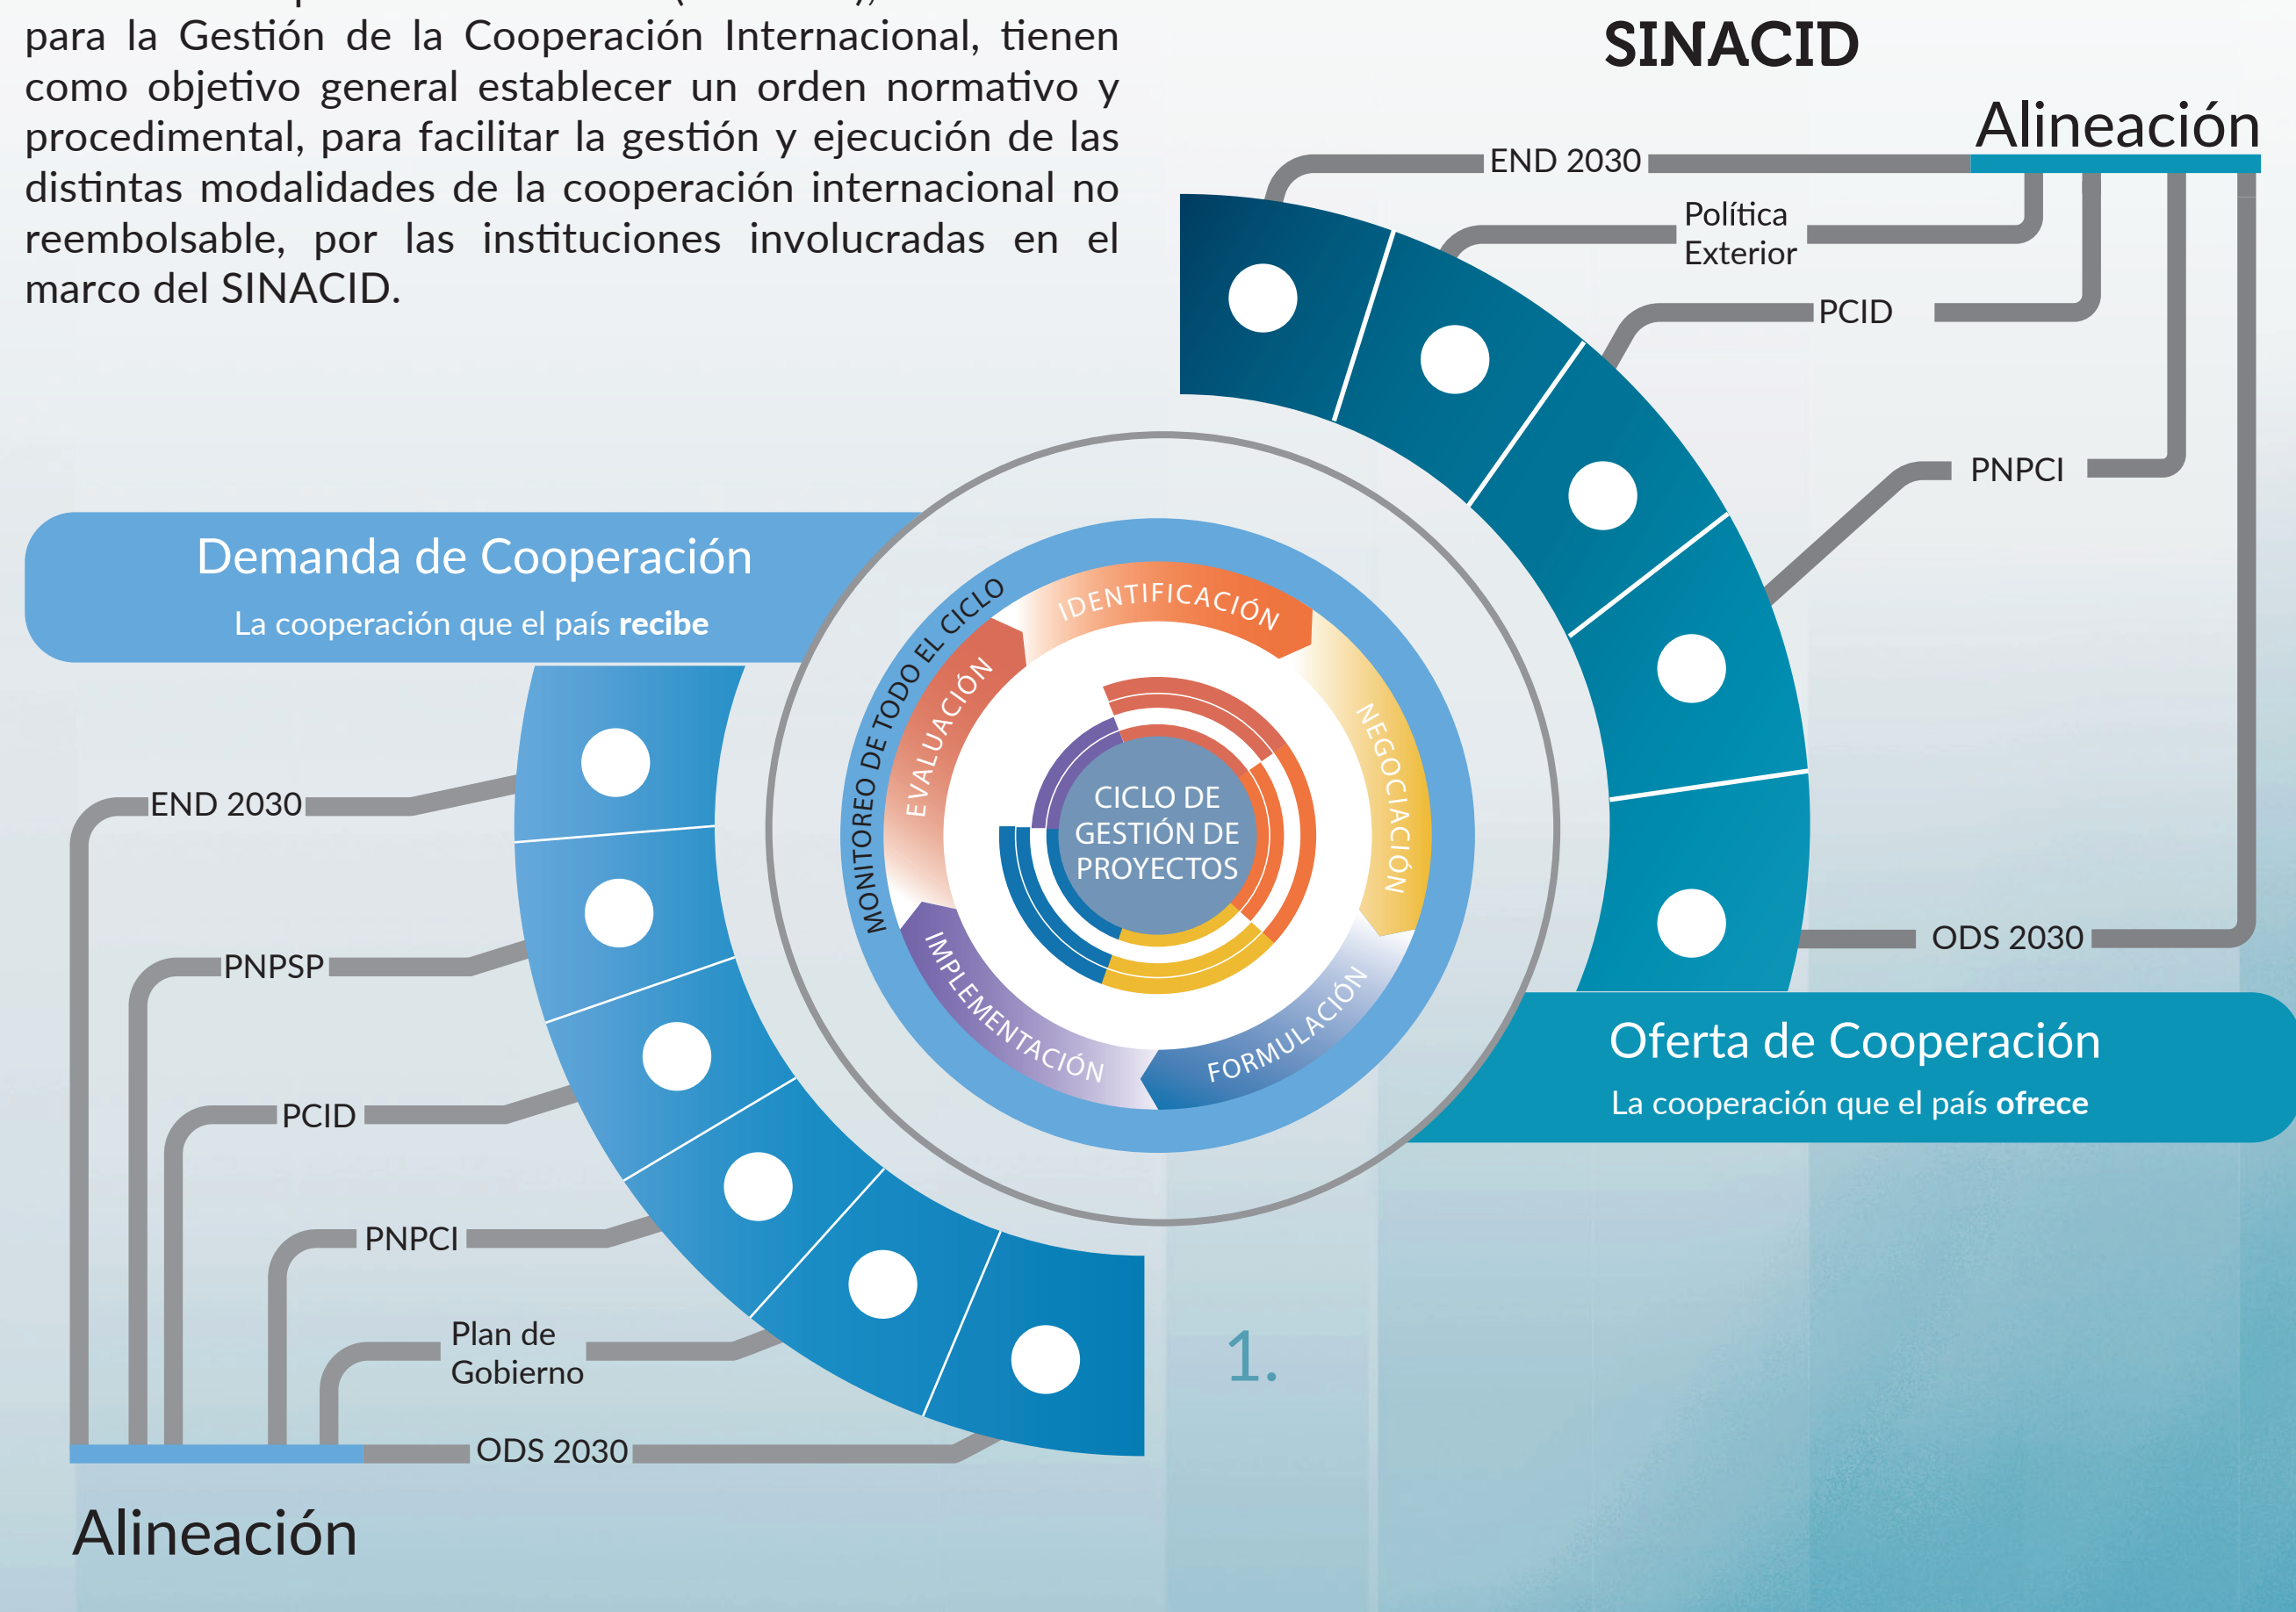 para la Gestión de la Cooperación Internacional, tienen
como objetivo general establecer un orden normativo y
procedimental, para facilitar la gestión y ejecución de las
distintas modalidades de la cooperación internacional no
reembolsable, por las instituciones involucradas en el
marco del SINACID.
SINACID
Alineación
END 2030
Política
Exterior
PCID
PNPCI
ODS 2030
Oferta de Cooperación
La cooperación que el país ofrece
Demanda de Cooperación
La cooperación que el país recibe
MONITOREO DE TODO EL CICLO
IDENTIFICACIÓN
NEGOCIACIÓN
FORMULACIÓN
IMPLEMENTACIÓN
EVALUACIÓN
CICLO DE
GESTIÓN DE
PROYECTOS
END 2030
PNPSP
PCID
PNPCI
Plan de
Gobierno
ODS 2030
Alineación
1.